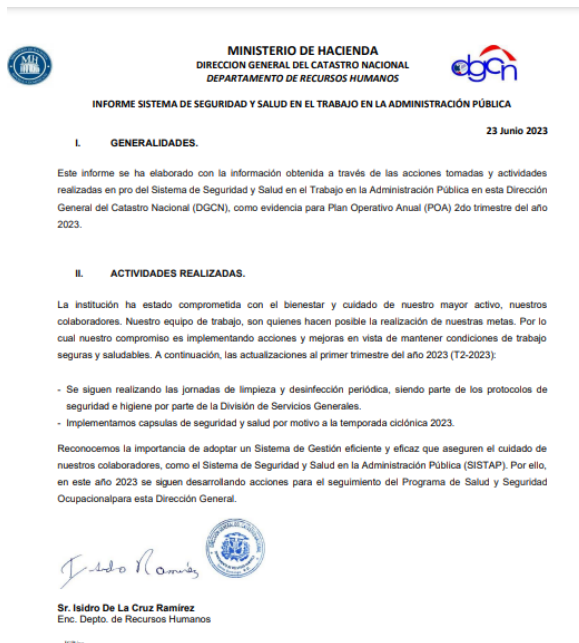 MH
MINISTERIO DE HACIENDA
DIRECCION GENERAL DEL CATASTRO NACIONAL
DEPARTAMENTO DE RECURSOS HUMANOS
dgcn
INFORME SISTEMA DE SEGURIDAD Y SALUD EN EL TRABAJO EN LA ADMINISTRACIÓN PÚBLICA
23 Junio 2023
I. GENERALIDADES.
Este informe se ha elaborado con la información obtenida a través de las acciones tomadas y actividades
realizadas en pro del Sistema de Seguridad y Salud en el Trabajo en la Administración Pública en esta Dirección
General del Catastro Nacional (DGCN), como evidencia para Plan Operativo Anual (POA) 2do trimestre del año
2023.
II. ACTIVIDADES REALIZADAS.
La institución ha estado comprometida con el bienestar y cuidado de nuestro mayor activo, nuestros
colaboradores. Nuestro equipo de trabajo, son quienes hacen posible la realización de nuestras metas. Por lo
cual nuestro compromiso es implementando acciones y mejoras en vista de mantener condiciones de trabajo
seguras y saludables. A continuación, las actualizaciones al primer trimestre del año 2023 (T2-2023):
- Se siguen realizando las jornadas de limpieza y desinfección periódica, siendo parte de los protocolos de
seguridad e higiene por parte de la División de Servicios Generales.
- Implementamos capsulas de seguridad y salud por motivo a la temporada ciclónica 2023.
Reconocemos la importancia de adoptar un Sistema de Gestión eficiente y eficaz que aseguren el cuidado de
nuestros colaboradores, como el Sistema de Seguridad y Salud en la Administración Pública (SISTAP). Por ello,
en este año 2023 se siguen desarrollando acciones para el seguimiento del Programa de Salud y Seguridad
Ocupacionalpara esta Dirección General.
Isidro Ramírez
Sr. Isidro De La Cruz Ramírez
Enc. Depto. de Recursos Humanos